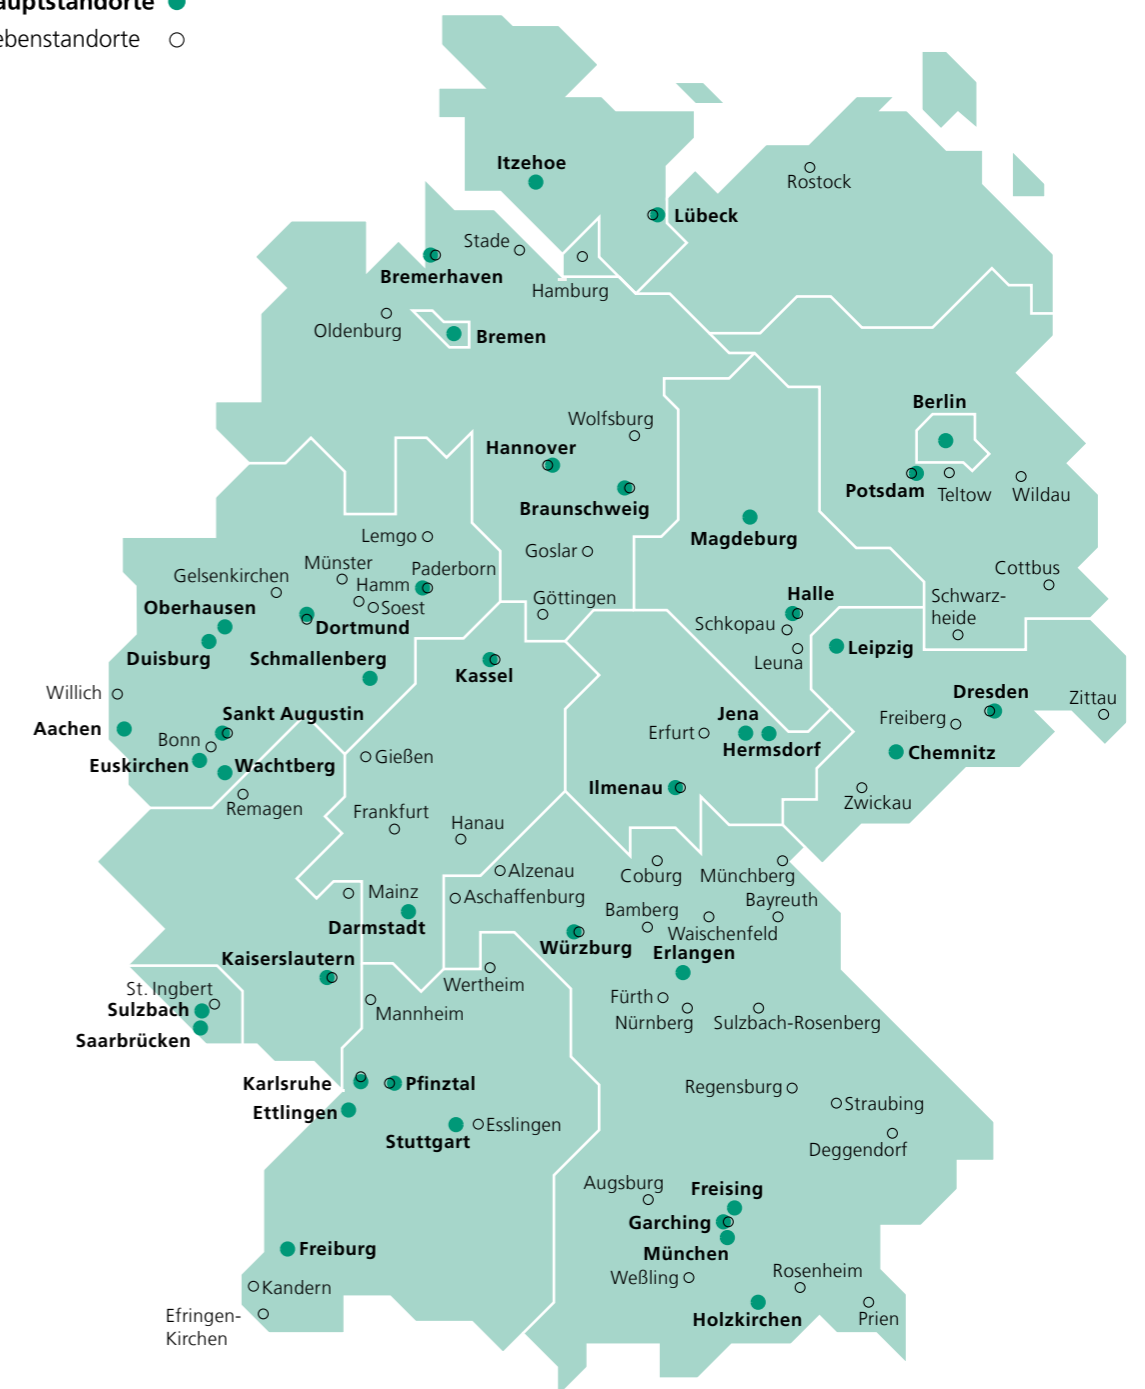 auptstandorte
ebenstandorte
Itzehoe
Rostock
Lübeck
Stade
Bremerhaven
Hamburg
Oldenburg
Bremen
Berlin
Wolfsburg
Hannover
Potsdam
Teltow
Wildau
Braunschweig
Magdeburg
Lemgo
Goslar
Münster
Paderborn
Cottbus
Gelsenkirchen
Hamm
Göttingen
Halle
Schwarz-
heide
Oberhausen
Soest
Schkopau
Dortmund
Leipzig
Duisburg
Schmallenberg
Kassel
Leuna
Willich
Dresden
Zittau
Sankt Augustin
Jena
Freiberg
Aachen
Bonn
Erfurt
Hermsdorf
Chemnitz
Euskirchen
Wachtberg
Gießen
Ilmenau
Remagen
Frankfurt
Zwickau
Hanau
Alzenau
Coburg
Münchberg
Mainz
Aschaffenburg
Bayreuth
Bamberg
Darmstadt
Waischenfeld
Würzburg
Erlangen
Kaiserslautern
Wertheim
St. Ingbert
Fürth
Sulzbach
Mannheim
Nürnberg
Sulzbach-Rosenberg
Saarbrücken
Karlsruhe
Pfinztal
Regensburg
Ettlingen
Straubing
Stuttgart
Esslingen
Deggendorf
Augsburg
Freising
Garching
Freiburg
München
Weßling
Rosenheim
Kandern
Efringen-
Kirchen
Holzkirchen
Prien